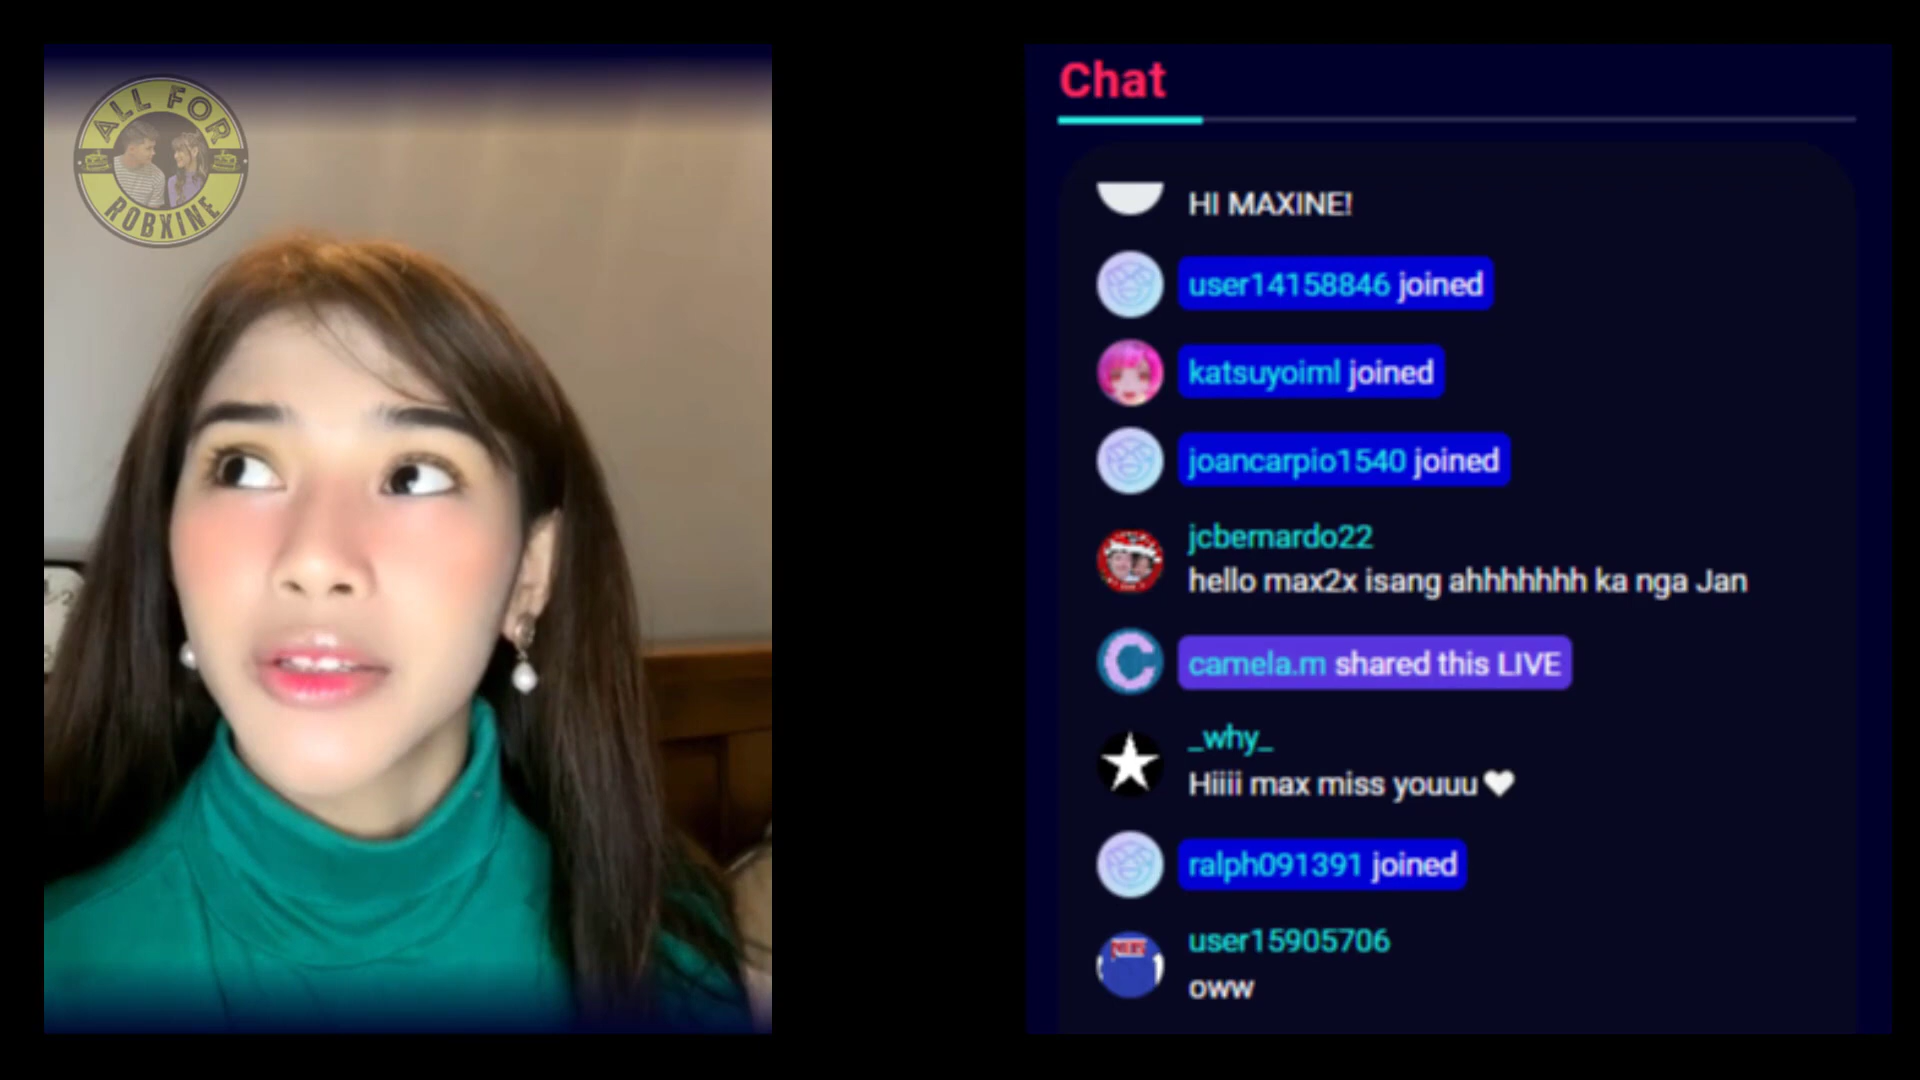 ALL FOR
ROBXINE
Chat
HI MAXINE!
user14158846 joined
katsuyoiml joined
joancarpio1540 joined
jcbernardo22
hello max2x isang ahhhhhhh ka nga Jan
camela.m shared this LIVE
_why_
Hiiii max miss youuu 🤍
ralph091391 joined
user15905706
oww